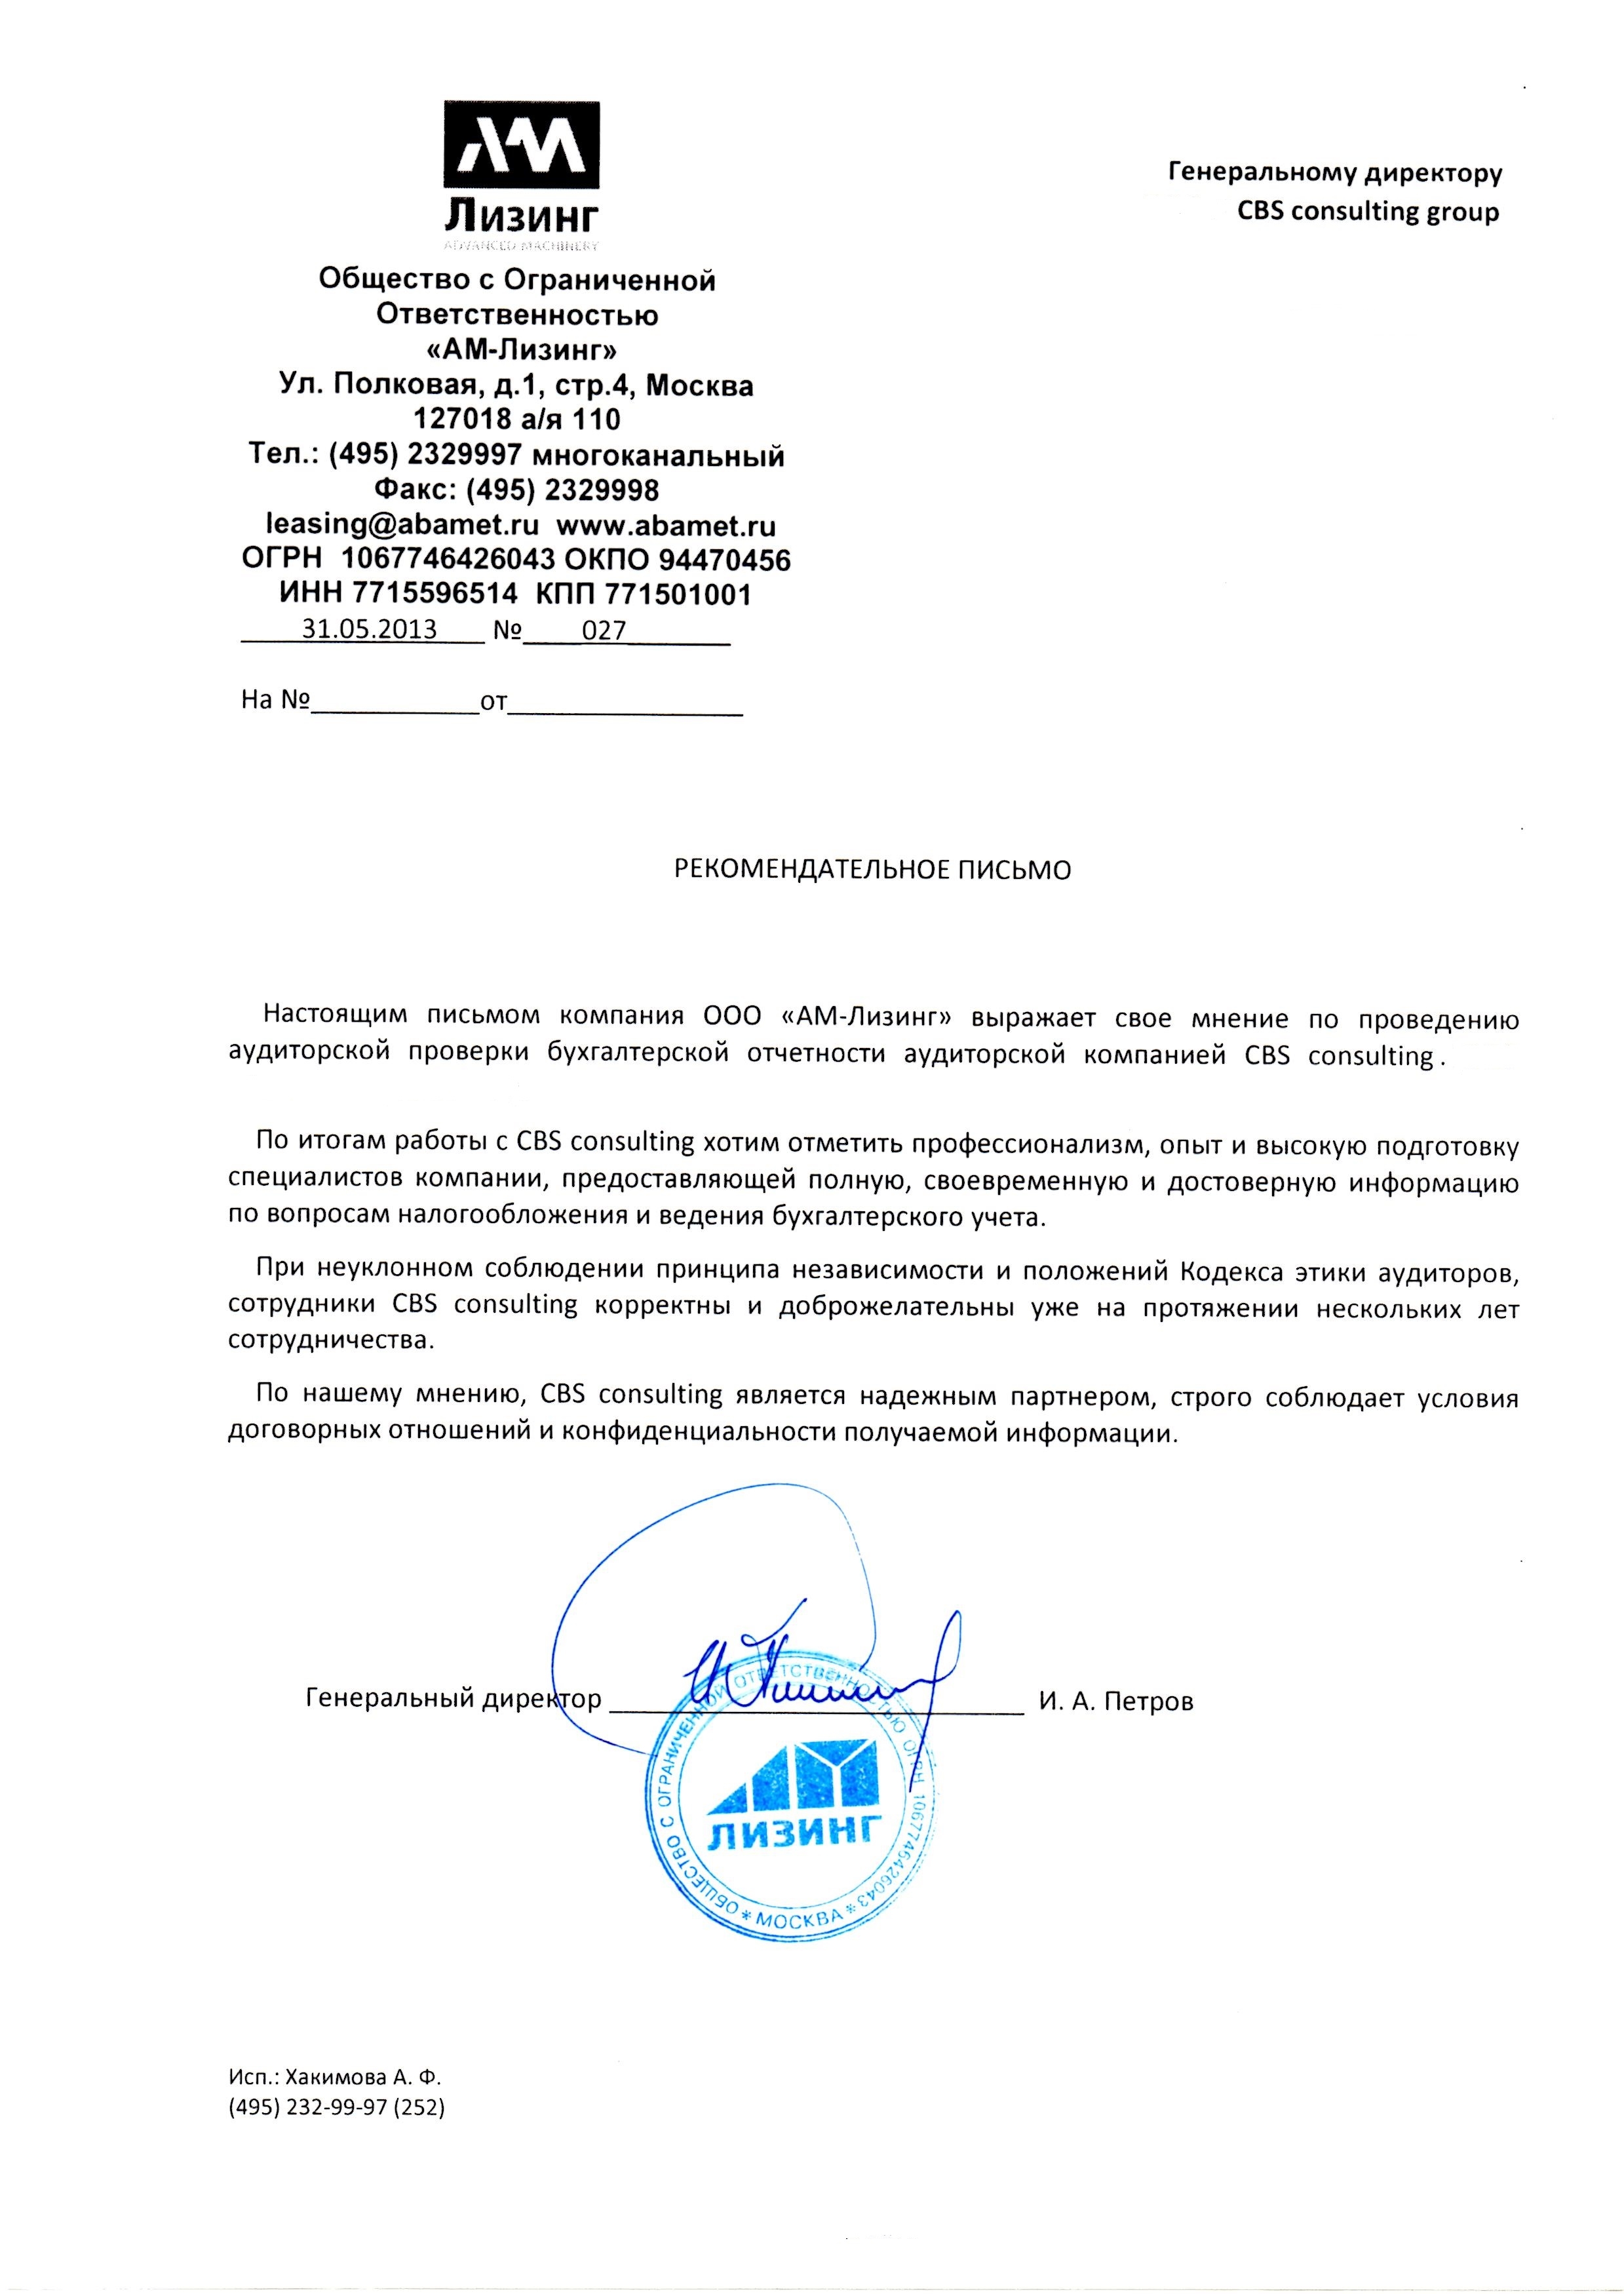 АМ
Лизинг
ADVANCED MACHINERY
Общество с Ограниченной
Ответственностью
«АМ-Лизинг»
Ул. Полковая, д.1, стр.4, Москва
127018 а/я 110
Тел.: (495) 2329997 многоканальный
Факс: (495) 2329998
leasing@abamet.ru www.abamet.ru
ОГРН 1067746426043 ОКПО 94470456
ИНН 7715596514 КПП 771501001
31.05.2013 № 027
На №____________от_________________
Генеральному директору
CBS consulting group
РЕКОМЕНДАТЕЛЬНОЕ ПИСЬМО
Настоящим письмом компания ООО «АМ-Лизинг» выражает свое мнение по проведению
аудиторской проверки бухгалтерской отчетности аудиторской компанией CBS consulting .
По итогам работы с CBS consulting хотим отметить профессионализм, опыт и высокую подготовку
специалистов компании, предоставляющей полную, своевременную и достоверную информацию
по вопросам налогообложения и ведения бухгалтерского учета.
При неуклонном соблюдении принципа независимости и положений Кодекса этики аудиторов,
сотрудники CBS consulting корректны и доброжелательны уже на протяжении нескольких лет
сотрудничества.
По нашему мнению, CBS consulting является надежным партнером, строго соблюдает условия
договорных отношений и конфиденциальности получаемой информации.
Генеральный директор ______________________________ И. А. Петров
ОБЩЕСТВО С ОГРАНИЧЕННОЙ ОТВЕТСТВЕННОСТЬЮ ОГРН 1067746426043
* МОСКВА *
АМ
ЛИЗИНГ
Исп.: Хакимова А. Ф.
(495) 232-99-97 (252)